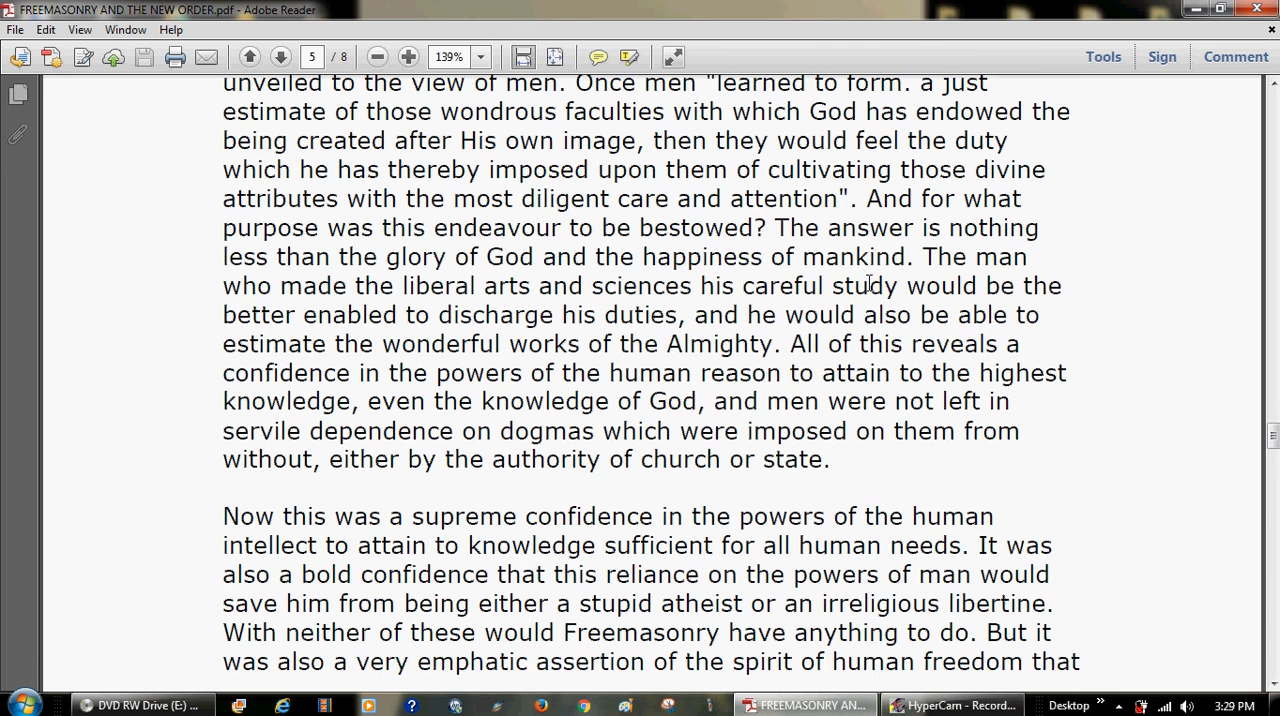 FREEMASONRY AND THE NEW ORDER.pdf - Adobe Reader
File Edit View Window Help
5 / 8 139% Tools Sign Comment
unveiled to the view of men. Once men "learned to form. a just
estimate of those wondrous faculties with which God has endowed the
being created after His own image, then they would feel the duty
which he has thereby imposed upon them of cultivating those divine
attributes with the most diligent care and attention". And for what
purpose was this endeavour to be bestowed? The answer is nothing
less than the glory of God and the happiness of mankind. The man
who made the liberal arts and sciences his careful study would be the
better enabled to discharge his duties, and he would also be able to
estimate the wonderful works of the Almighty. All of this reveals a
confidence in the powers of the human reason to attain to the highest
knowledge, even the knowledge of God, and men were not left in
servile dependence on dogmas which were imposed on them from
without, either by the authority of church or state.
Now this was a supreme confidence in the powers of the human
intellect to attain to knowledge sufficient for all human needs. It was
also a bold confidence that this reliance on the powers of man would
save him from being either a stupid atheist or an irreligious libertine.
With neither of these would Freemasonry have anything to do. But it
was also a very emphatic assertion of the spirit of human freedom that
DVD RW Drive (E:) ... FREEMASONRY AN... HyperCam - Record... Desktop » 3:29 PM